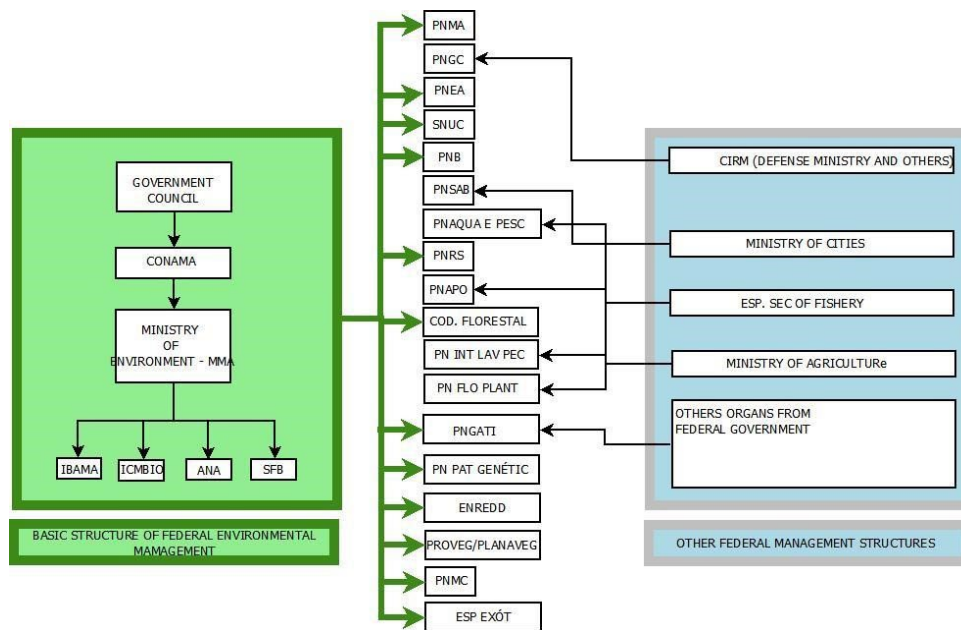 GOVERNMENT
COUNCIL
CONAMA
MINISTRY
OF
ENVIRONMENT - MMA
IBAMA
ICMBIO
ANA
SFB
BASIC STRUCTURE OF FEDERAL ENVIRONMENTAL
MAMAGEMENT
PNMA
PNGC
PNEA
SNUC
PNB
PNSAB
PNAQUA E PESC
PNRS
PNAPO
COD. FLORESTAL
PN INT LAV PEC
PN FLO PLANT
PNGATI
PN PAT GENÉTIC
ENREDD
PROVEG/PLANAVEG
PNMC
ESP EXÓT
CIRM (DEFENSE MINISTRY AND OTHERS)
MINISTRY OF CITIES
ESP. SEC OF FISHERY
MINISTRY OF AGRICULTURe
OTHERS ORGANS FROM
FEDERAL GOVERNMENT
OTHER FEDERAL MANAGEMENT STRUCTURES